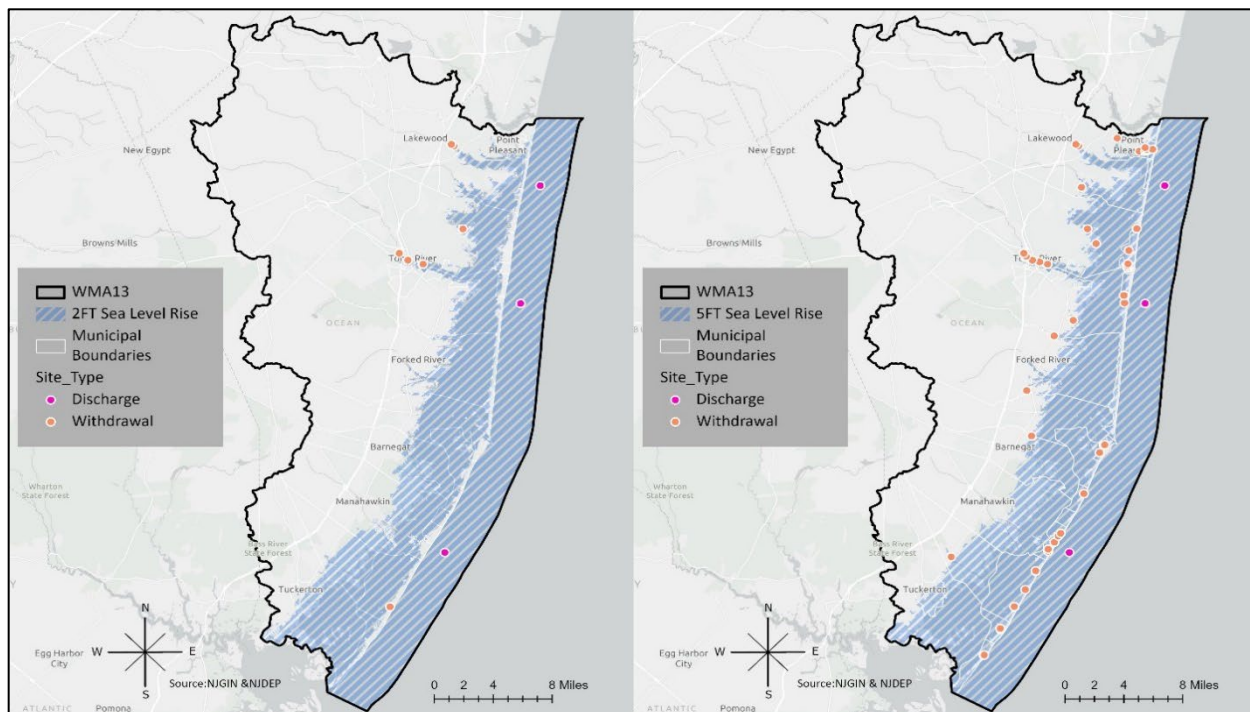 Lakewood
Point
Pleasant
New Egypt
Browns Mills
Toms River
WMA13
2FT Sea Level Rise
Municipal
Boundaries
Site_Type
Discharge
Withdrawal
OCEAN
Forked River
Barnegat
Wharton
State Forest
Manahawkin
Bass River
State Forest
Tuckerton
N
W
E
S
Egg Harbor
City
Source:NJGIN &NJDEP
0 2 4 8 Miles
ATLANTIC
Pomona
Lakewood
Point
New Egypt
Browns Mills
WMA13
5FT Sea Level Rise
Municipal
Boundaries
Site_Type
Discharge
Withdrawal
OCEAN
Forked River
Barnegat
Wharton
State Forest
Manahawkin
Bass River
State Forest
Tuckerton
N
W
E
S
Egg Harbor
City
Source:NJGIN &NJDEP
0 2 4 8 Miles
ATLANTIC
Pomona